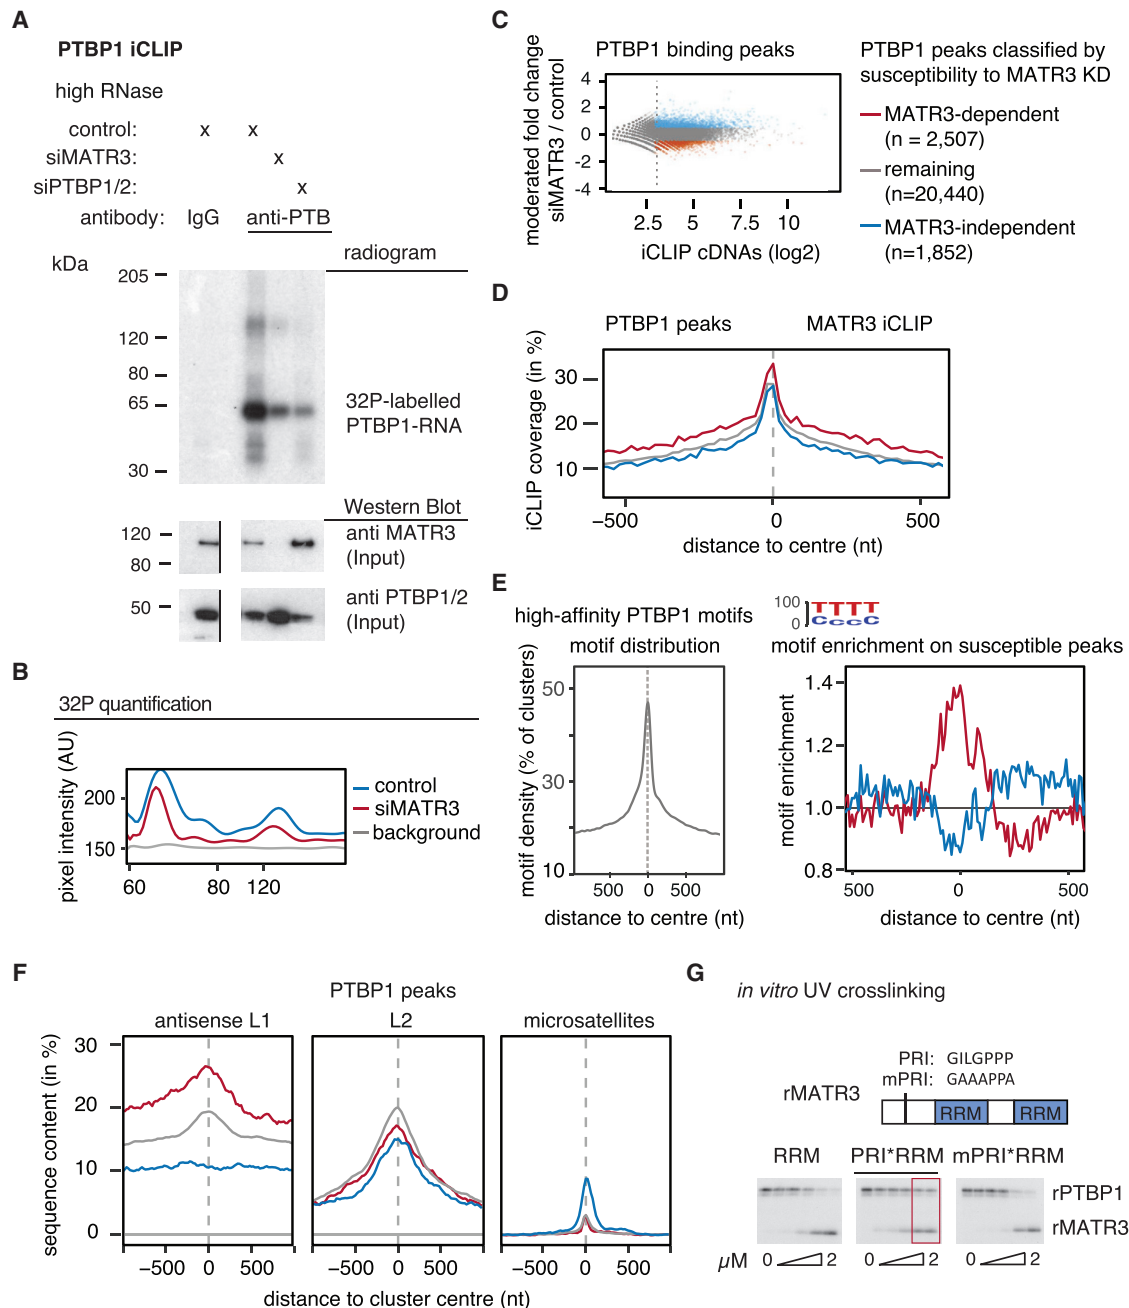 A
PTBP1 iCLIP
high RNase
control: x x
siMATR3: x
siPTBP1/2: x
antibody: IgG anti-PTB
kDa
radiogram
205
120
80
65
30
32P-labelled
PTBP1-RNA
Western Blot
120
80
anti MATR3
(Input)
50
anti PTBP1/2
(Input)
B
32P quantification
pixel intensity (AU)
200
150
60 80 120
control
siMATR3
background
C
PTBP1 binding peaks
moderated fold change
siMATR3 / control
4
2
0
-2
-4
2.5 5 7.5 10
iCLIP cDNAs (log2)
PTBP1 peaks classified by
susceptibility to MATR3 KD
MATR3-dependent
(n = 2,507)
remaining
(n=20,440)
MATR3-independent
(n=1,852)
D
PTBP1 peaks MATR3 iCLIP
iCLIP coverage (in %)
30
20
10
−500 0 500
distance to centre (nt)
E
high-affinity PTBP1 motifs
100
0
TTTT
CCCC
motif distribution
motif density (% of clusters)
50
30
10
500 0 500
distance to centre (nt)
motif enrichment on susceptible peaks
motif enrichment
1.4
1.2
1.0
0.8
500 0 500
distance to centre (nt)
F
PTBP1 peaks
antisense L1 L2 microsatellites
sequence content (in %)
30
20
10
0
−500 0 500 −500 0 500 −500 0 500
distance to cluster centre (nt)
G
in vitro UV crosslinking
PRI: GILGPPP
mPRI: GAAAPPA
rMATR3
RRM RRM
RRM PRI*RRM mPRI*RRM
rPTBP1
rMATR3
µM 0 2 0 2 0 2